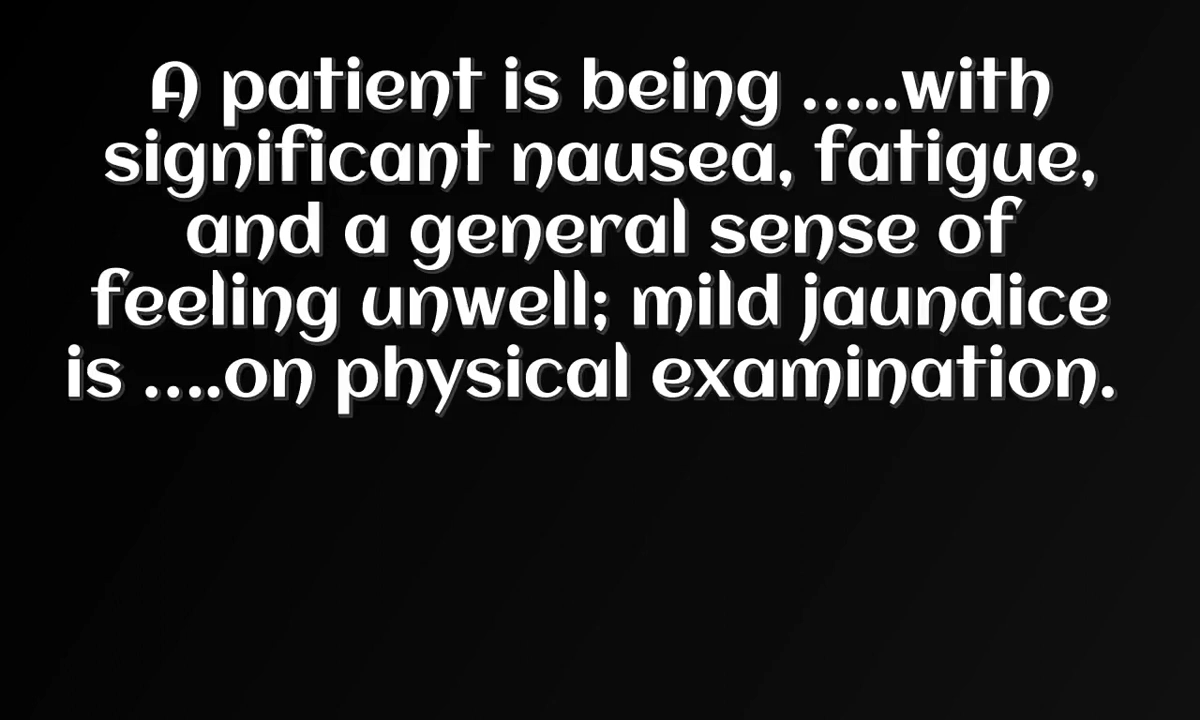 A patient is being .....with
significant nausea, fatigue,
and a general sense of
feeling unwell; mild jaundice
is ....on physical examination.